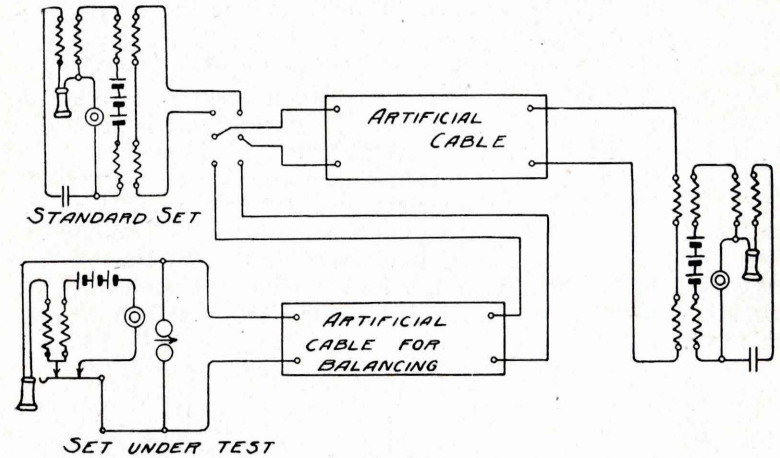 STANDARD SET
ARTIFICIAL
CABLE
ARTIFICIAL
CABLE FOR
BALANCING
SET UNDER TEST